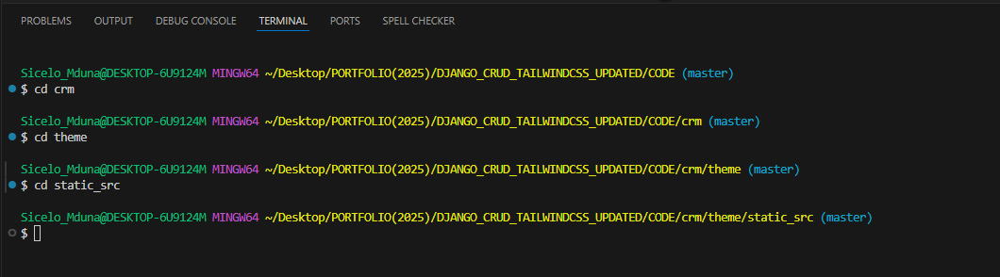 PROBLEMS OUTPUT DEBUG CONSOLE TERMINAL PORTS SPELL CHECKER
Sicelo_Mduna@DESKTOP-6U9124M MINGW64 ~/Desktop/PORTFOLIO(2025)/DJANGO_CRUD_TAILWINDCSS_UPDATED/CODE (master)
$ cd crm
Sicelo_Mduna@DESKTOP-6U9124M MINGW64 ~/Desktop/PORTFOLIO(2025)/DJANGO_CRUD_TAILWINDCSS_UPDATED/CODE/crm (master)
$ cd theme
Sicelo_Mduna@DESKTOP-6U9124M MINGW64 ~/Desktop/PORTFOLIO(2025)/DJANGO_CRUD_TAILWINDCSS_UPDATED/CODE/crm/theme (master)
$ cd static_src
Sicelo_Mduna@DESKTOP-6U9124M MINGW64 ~/Desktop/PORTFOLIO(2025)/DJANGO_CRUD_TAILWINDCSS_UPDATED/CODE/crm/theme/static_src (master)
$